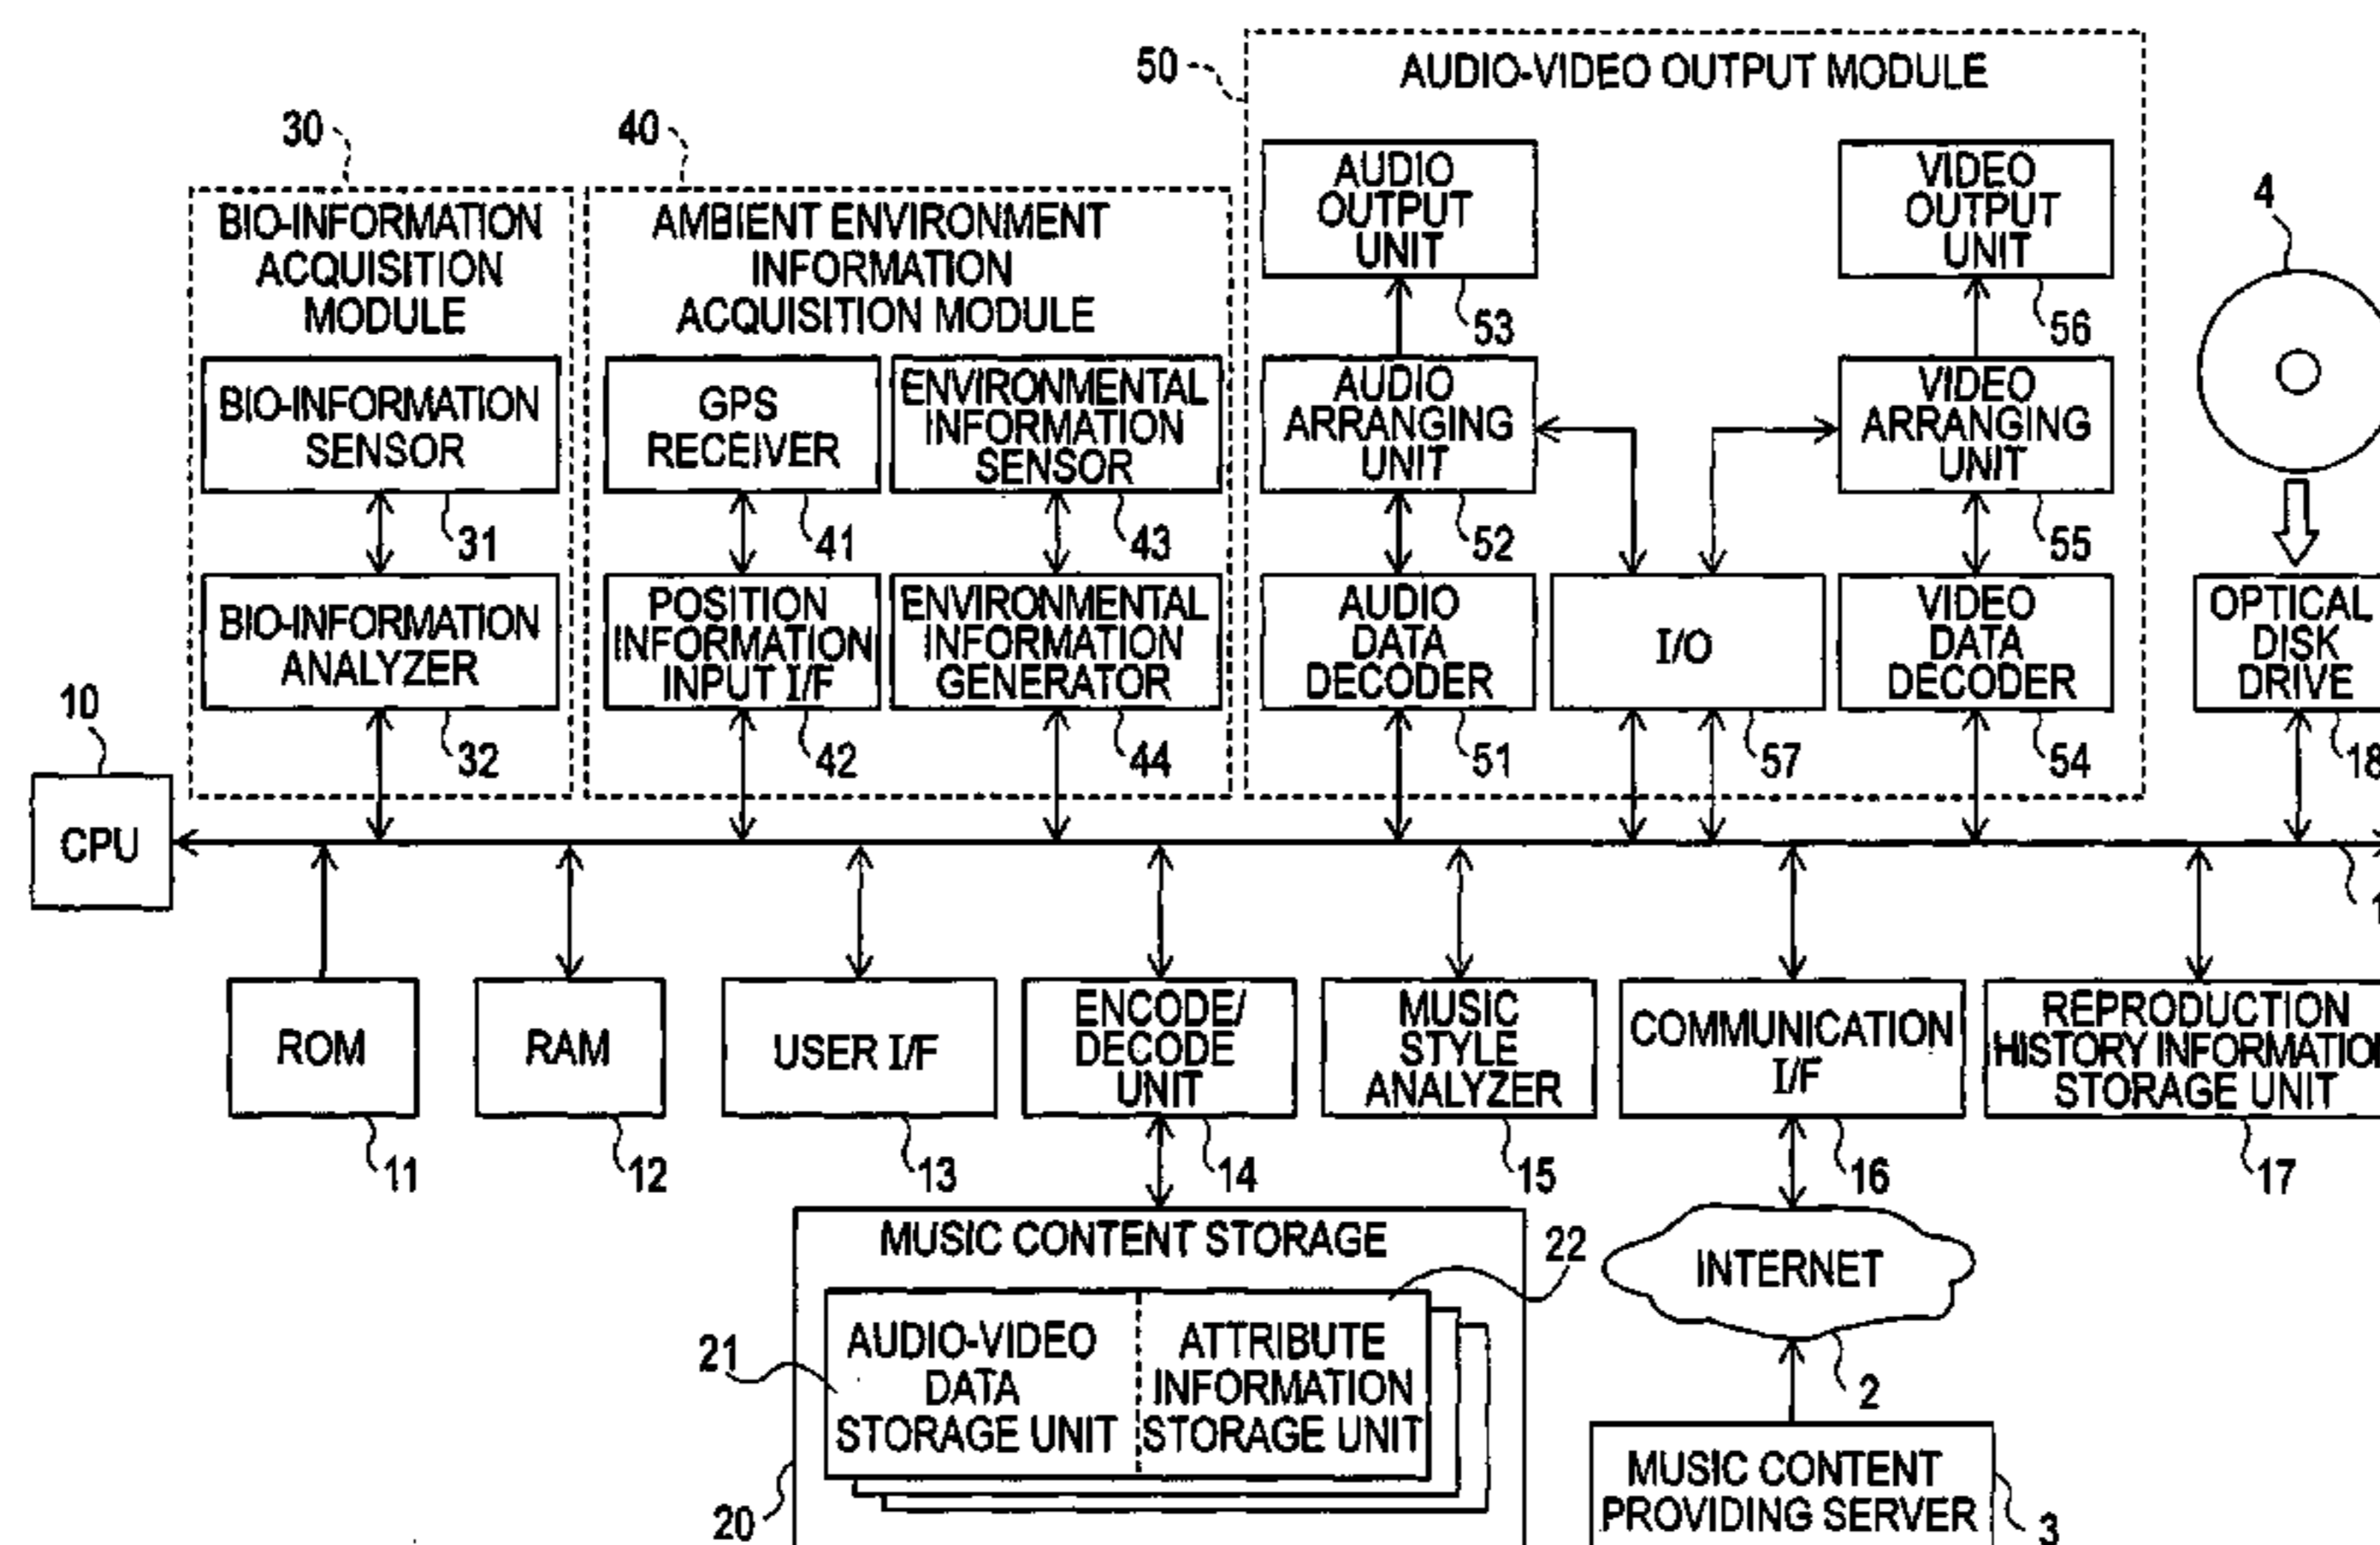 50
AUDIO-VIDEO OUTPUT MODULE
30
40
BIO-INFORMATION
ACQUISITION
MODULE
AMBIENT ENVIRONMENT
INFORMATION
ACQUISITION MODULE
AUDIO
OUTPUT
UNIT
53
VIDEO
OUTPUT
UNIT
56
4
BIO-INFORMATION
SENSOR
31
GPS
RECEIVER
41
ENVIRONMENTAL
INFORMATION
SENSOR
43
AUDIO
ARRANGING
UNIT
52
VIDEO
ARRANGING
UNIT
55
BIO-INFORMATION
ANALYZER
32
POSITION
INFORMATION
INPUT I/F
42
ENVIRONMENTAL
INFORMATION
GENERATOR
44
AUDIO
DATA
DECODER
51
I/O
57
VIDEO
DATA
DECODER
54
OPTICAL
DISK
DRIVE
18
10
CPU
1
ROM
11
RAM
12
USER I/F
13
ENCODE/
DECODE
UNIT
14
MUSIC
STYLE
ANALYZER
15
COMMUNICATION
I/F
16
REPRODUCTION
HISTORY INFORMATION
STORAGE UNIT
17
MUSIC CONTENT STORAGE
22
21
AUDIO-VIDEO
DATA
STORAGE UNIT
ATTRIBUTE
INFORMATION
STORAGE UNIT
20
INTERNET
2
MUSIC CONTENT
PROVIDING SERVER
3